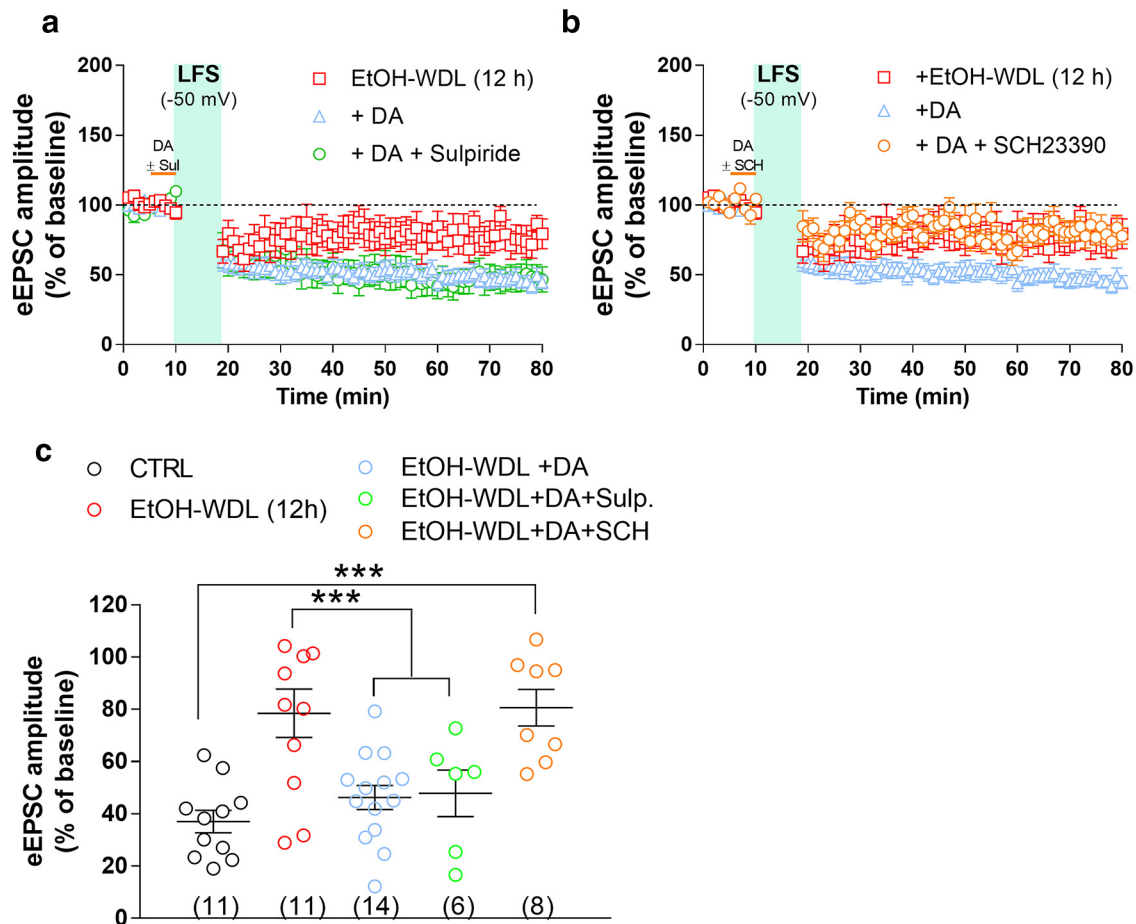 a
eEPSC amplitude
(% of baseline)
200
150
100
50
0
LFS
(-50 mV)
DA
± Sul
EtOH-WDL (12 h)
+ DA
+ DA + Sulpiride
0 10 20 30 40 50 60 70 80
Time (min)
b
eEPSC amplitude
(% of baseline)
200
150
100
50
0
LFS
(-50 mV)
DA
± SCH
+EtOH-WDL (12 h)
+DA
+ DA + SCH23390
0 10 20 30 40 50 60 70 80
Time (min)
c
CTRL
EtOH-WDL (12h)
EtOH-WDL +DA
EtOH-WDL+DA+Sulp.
EtOH-WDL+DA+SCH
eEPSC amplitude
(% of baseline)
120
100
80
60
40
20
0
***
***
(11) (11) (14) (6) (8)